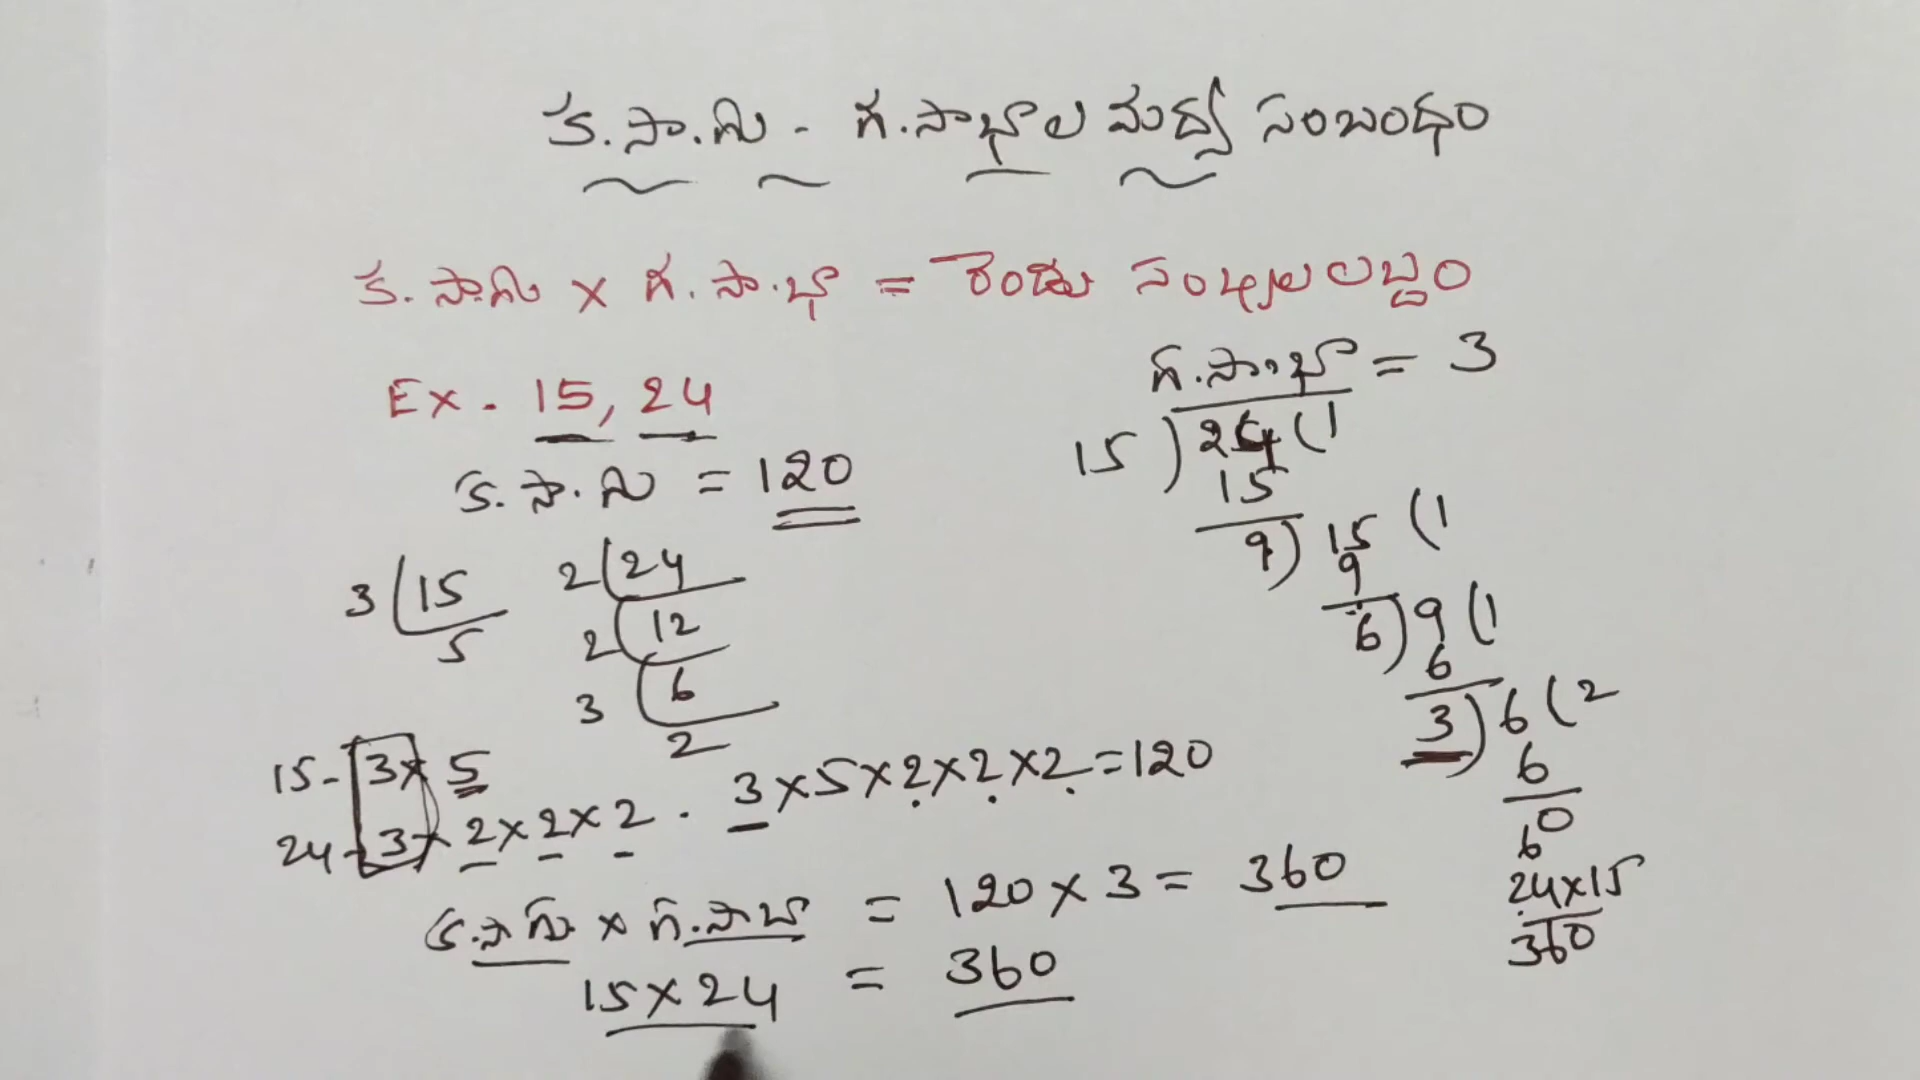 క.సా.గు - గ.సాభాల మధ్య సంబంధం
క.సాగు x గ.సా.భా = రెండు సంఖ్యల లబ్దం
Ex. 15, 24
క.సా.గు = 120
3 15
5
2 24
2 12
3 6
2
15 - 3 x 5
24 - 3 x 2 x 2 x 2 . 3 x 5 x 2 x 2 x 2 = 120
గ.సా.భా = 3
15 ) 24 ( 1
15
9 ) 15 ( 1
9
6 ) 9 ( 1
6
3 ) 6 ( 2
6
0
6
24 x 15
360
క.సాగు x గ.సాభా = 120 x 3 = 360
15 x 24 = 360